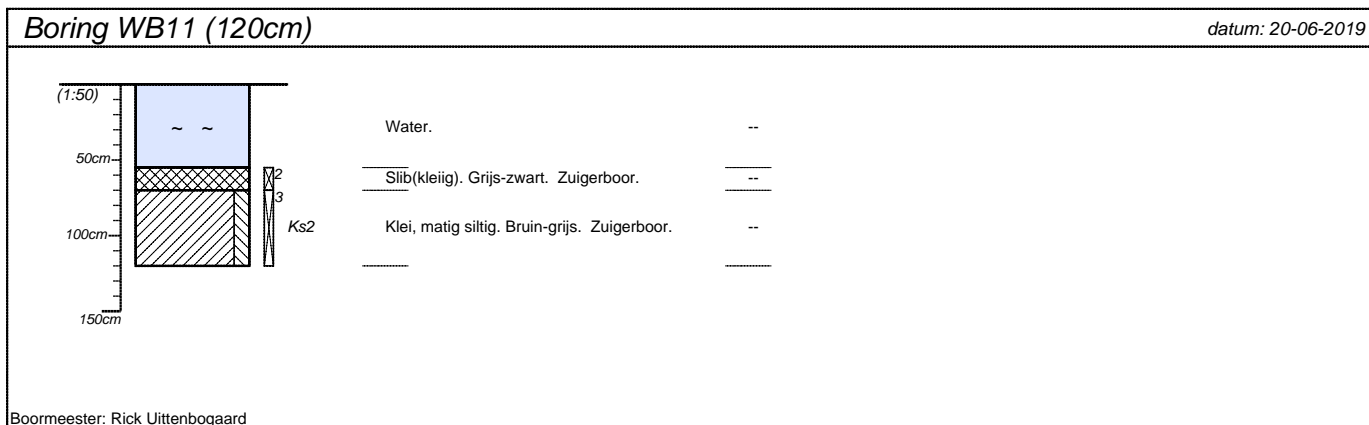 Boring WB11 (120cm) datum: 20-06-2019
(1:50)
~ ~ Water. --
50cm
2 Slib(kleiig). Grijs-zwart. Zuigerboor. --
3
100cm Ks2 Klei, matig siltig. Bruin-grijs. Zuigerboor. --
150cm
Boormeester: Rick Uittenbogaard